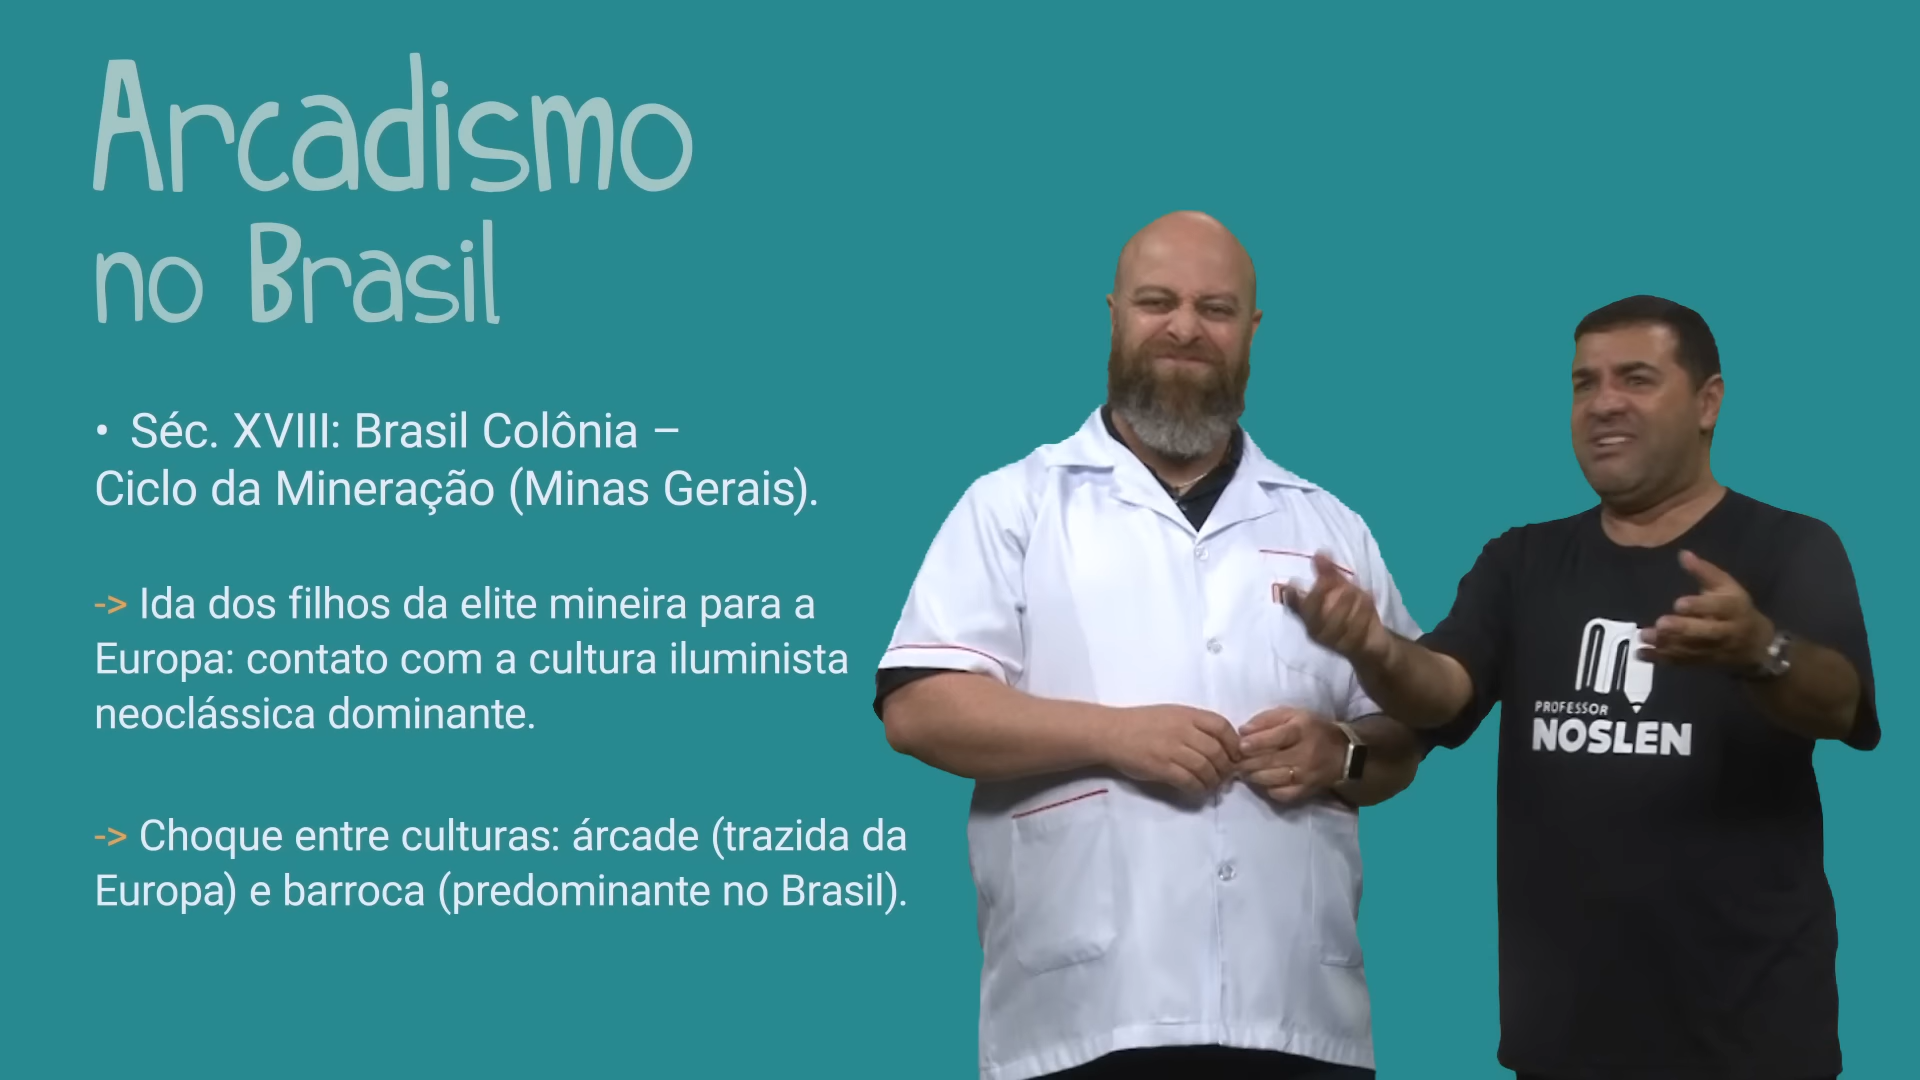 Arcadismo
no Brasil
• Séc. XVIII: Brasil Colônia –
Ciclo da Mineração (Minas Gerais).
-> Ida dos filhos da elite mineira para a
Europa: contato com a cultura iluminista
neoclássica dominante.
-> Choque entre culturas: árcade (trazida da
Europa) e barroca (predominante no Brasil).
PROFESSOR
NOSLEN